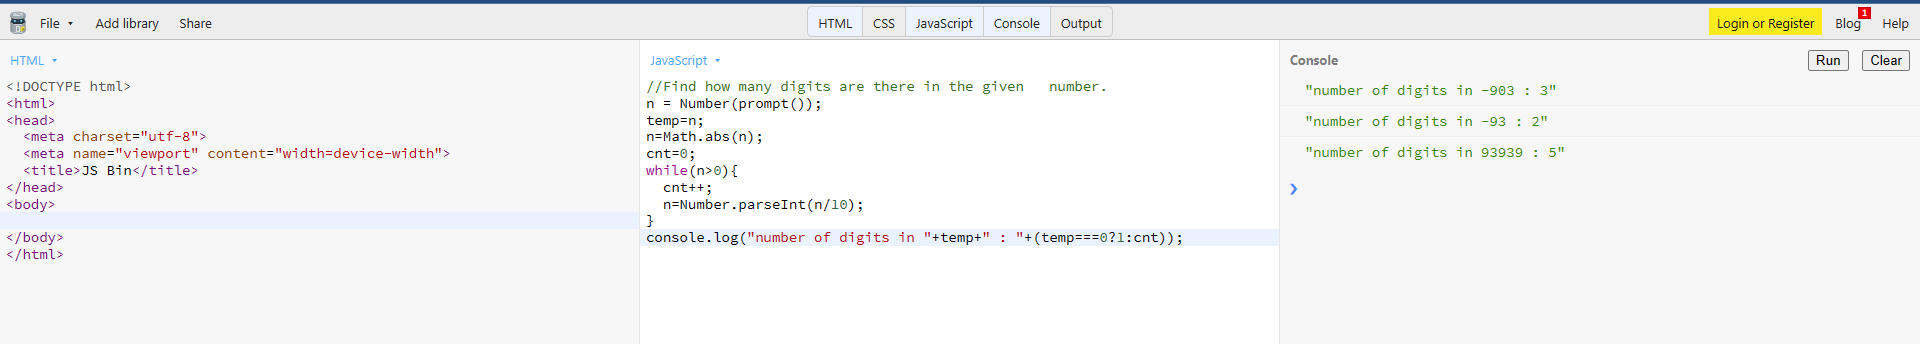 File Add library Share HTML CSS JavaScript Console Output Login or Register Blog 1 Help
HTML
<!DOCTYPE html>
<html>
<head>
<meta charset="utf-8">
<meta name="viewport" content="width=device-width">
<title>JS Bin</title>
</head>
<body>
</body>
</html>
JavaScript
//Find how many digits are there in the given   number.
n = Number(prompt());
temp=n;
n=Math.abs(n);
cnt=0;
while(n>0){
cnt++;
n=Number.parseInt(n/10);
}
console.log("number of digits in "+temp+" : "+(temp===0?1:cnt));
Console Run Clear
"number of digits in -903 : 3"
"number of digits in -93 : 2"
"number of digits in 93939 : 5"